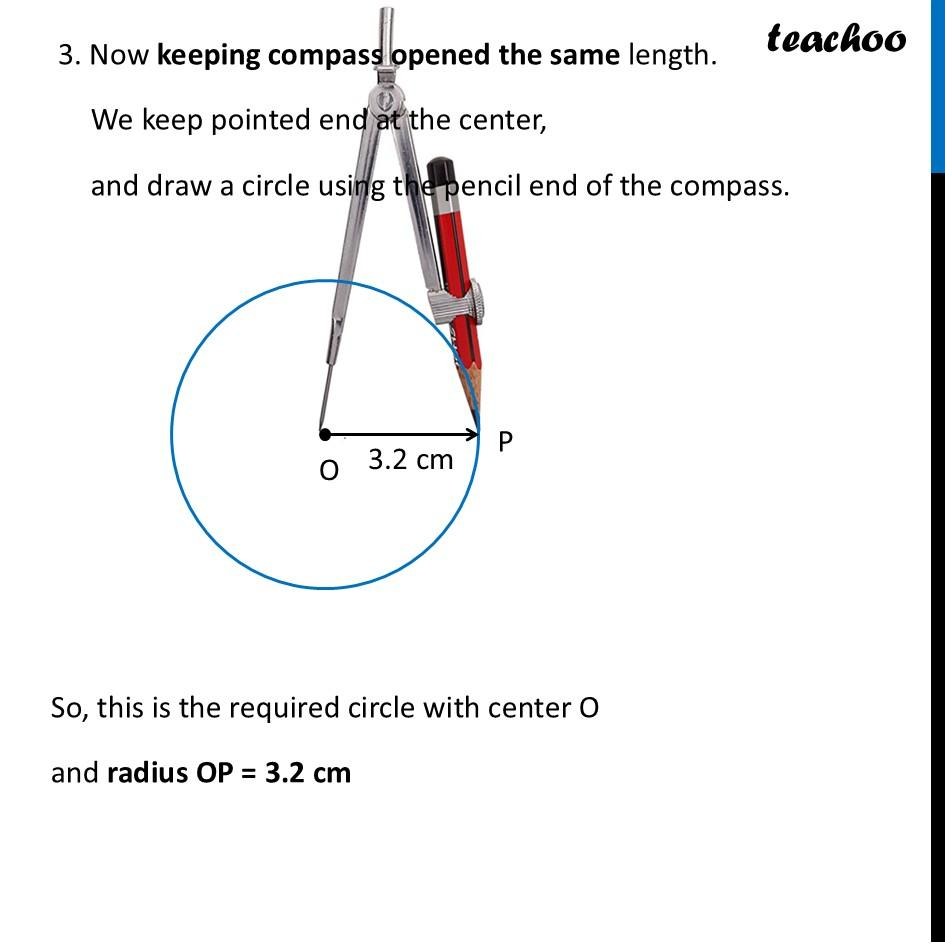 teachoo
3. Now keeping compass opened the same length.
We keep pointed end at the center,
and draw a circle using the pencil end of the compass.
P
3.2 cm
O
So, this is the required circle with center O
and radius OP = 3.2 cm